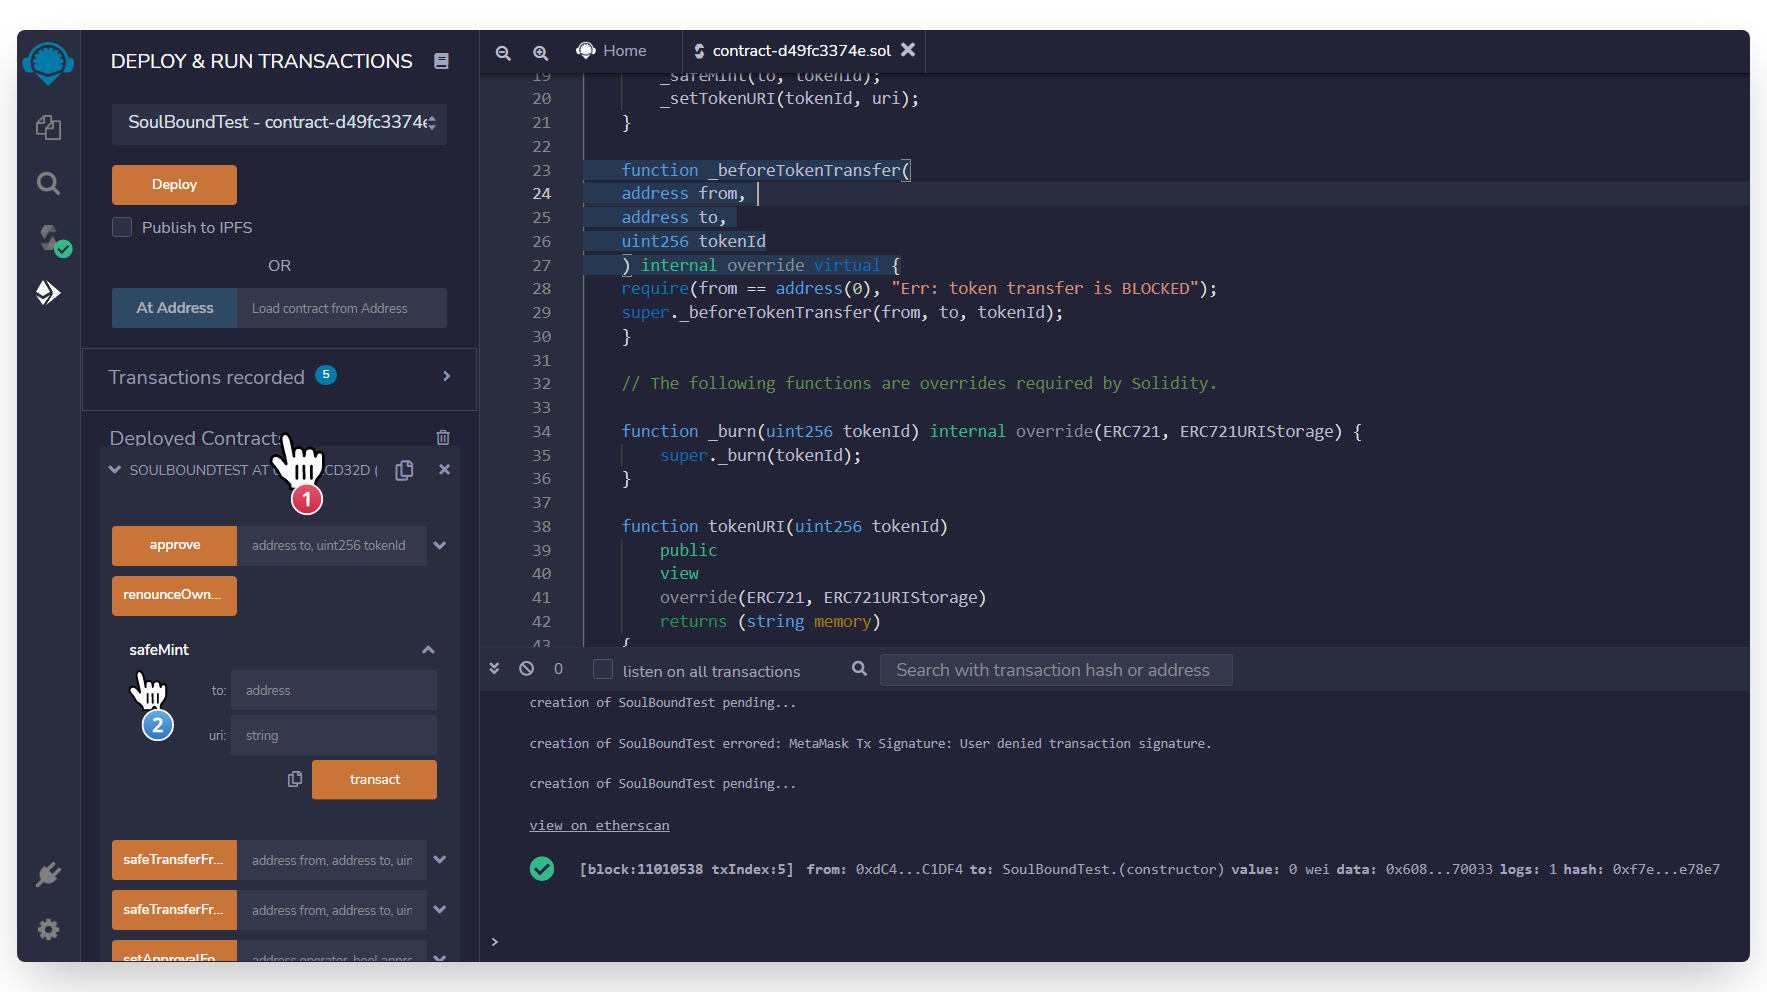 DEPLOY & RUN TRANSACTIONS
SoulBoundTest - contract-d49fc3374e
Deploy
Publish to IPFS
OR
At Address
Load contract from Address
Transactions recorded 5
Deployed Contracts
SOULBOUNDTEST AT CD32D (
1
approve
address to, uint256 tokenId
renounceOwn...
safeMint
2
to: address
uri: string
transact
safeTransferFr...
address from, address to, uin
safeTransferFr...
address from, address to, uin
setApprovalFo...
address operator, bool appro
Home
contract-d49fc3374e.sol
19 _safeMint(to, tokenId);
20 _setTokenURI(tokenId, uri);
21 }
22
23 function _beforeTokenTransfer(
24 address from,
25 address to,
26 uint256 tokenId
27 ) internal override virtual {
28 require(from == address(0), "Err: token transfer is BLOCKED");
29 super._beforeTokenTransfer(from, to, tokenId);
30 }
31
32 // The following functions are overrides required by Solidity.
33
34 function _burn(uint256 tokenId) internal override(ERC721, ERC721URIStorage) {
35 super._burn(tokenId);
36 }
37
38 function tokenURI(uint256 tokenId)
39 public
40 view
41 override(ERC721, ERC721URIStorage)
42 returns (string memory)
43 {
0 listen on all transactions Search with transaction hash or address
creation of SoulBoundTest pending...
creation of SoulBoundTest errored: MetaMask Tx Signature: User denied transaction signature.
creation of SoulBoundTest pending...
view on etherscan
[block:11010538 txIndex:5] from: 0xdC4...C1DF4 to: SoulBoundTest.(constructor) value: 0 wei data: 0x608...70033 logs: 1 hash: 0xf7e...e78e7
>